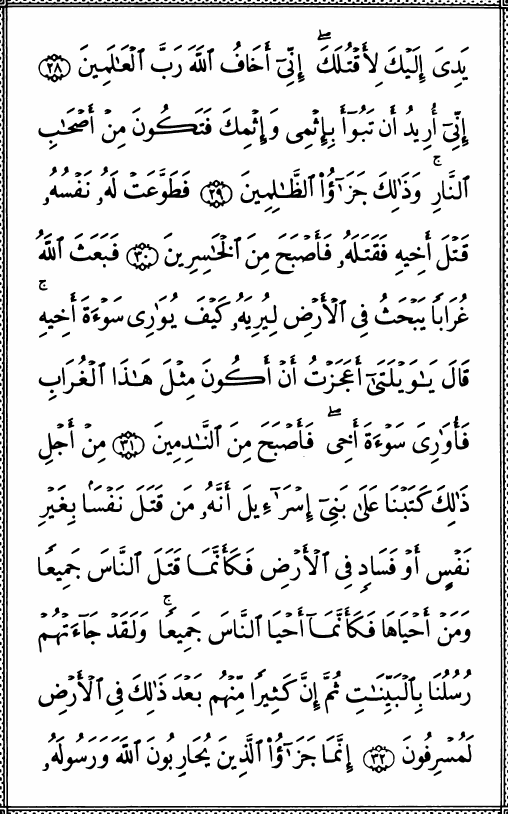 يَدِىَ إِلَيْكَ لِأَقْتُلَكَ ۖ إِنِّىٓ أَخَافُ ٱللَّهَ رَبَّ ٱلْعَـٰلَمِينَ ٢٨
إِنِّىٓ أُرِيدُ أَن تَبُوٓأَ بِإِثْمِى وَإِثْمِكَ فَتَكُونَ مِنْ أَصْحَـٰبِ
ٱلنَّارِ ۚ وَذَٰلِكَ جَزَٰٓؤُا۟ ٱلظَّـٰلِمِينَ ٢٩ فَطَوَّعَتْ لَهُۥ نَفْسُهُۥ
قَتْلَ أَخِيهِ فَقَتَلَهُۥ فَأَصْبَحَ مِنَ ٱلْخَـٰسِرِينَ ٣٠ فَبَعَثَ ٱللَّهُ
غُرَابًا يَبْحَثُ فِى ٱلْأَرْضِ لِيُرِيَهُۥ كَيْفَ يُوَٰرِى سَوْءَةَ أَخِيهِ ۚ
قَالَ يَـٰوَيْلَتَىٰٓ أَعَجَزْتُ أَنْ أَكُونَ مِثْلَ هَـٰذَا ٱلْغُرَابِ
فَأُوَٰرِىَ سَوْءَةَ أَخِى ۖ فَأَصْبَحَ مِنَ ٱلنَّـٰدِمِينَ ٣١ مِنْ أَجْلِ
ذَٰلِكَ كَتَبْنَا عَلَىٰ بَنِىٓ إِسْرَٰٓءِيلَ أَنَّهُۥ مَن قَتَلَ نَفْسًۢا بِغَيْرِ
نَفْسٍ أَوْ فَسَادٍ فِى ٱلْأَرْضِ فَكَأَنَّمَا قَتَلَ ٱلنَّاسَ جَمِيعًا
وَمَنْ أَحْيَاهَا فَكَأَنَّمَآ أَحْيَا ٱلنَّاسَ جَمِيعًا ۚ وَلَقَدْ جَآءَتْهُمْ
رُسُلُنَا بِٱلْبَيِّنَـٰتِ ثُمَّ إِنَّ كَثِيرًا مِّنْهُم بَعْدَ ذَٰلِكَ فِى ٱلْأَرْضِ
لَمُسْرِفُونَ ٣٢ إِنَّمَا جَزَٰٓؤُا۟ ٱلَّذِينَ يُحَارِبُونَ ٱللَّهَ وَرَسُولَهُۥ